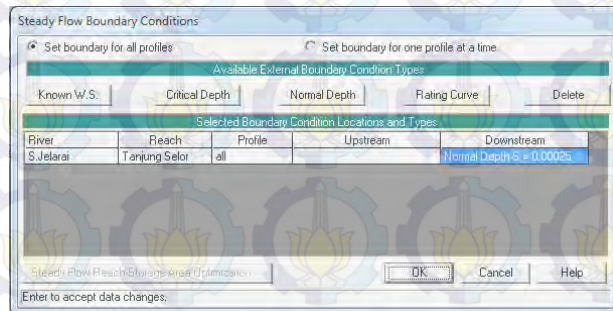 Steady Flow Boundary Conditions
Set boundary for all profiles Set boundary for one profile at a time
Available External Boundary Condtion Types
Known W.S. Critical Depth Normal Depth Rating Curve Delete
Selected Boundary Condition Locations and Types
River Reach Profile Upstream Downstream
S.Jelarai Tanjung Selor all Normal Depth S = 0.00025
Steady Flow Reach-Storage Area Optimization OK Cancel Help
Enter to accept data changes.